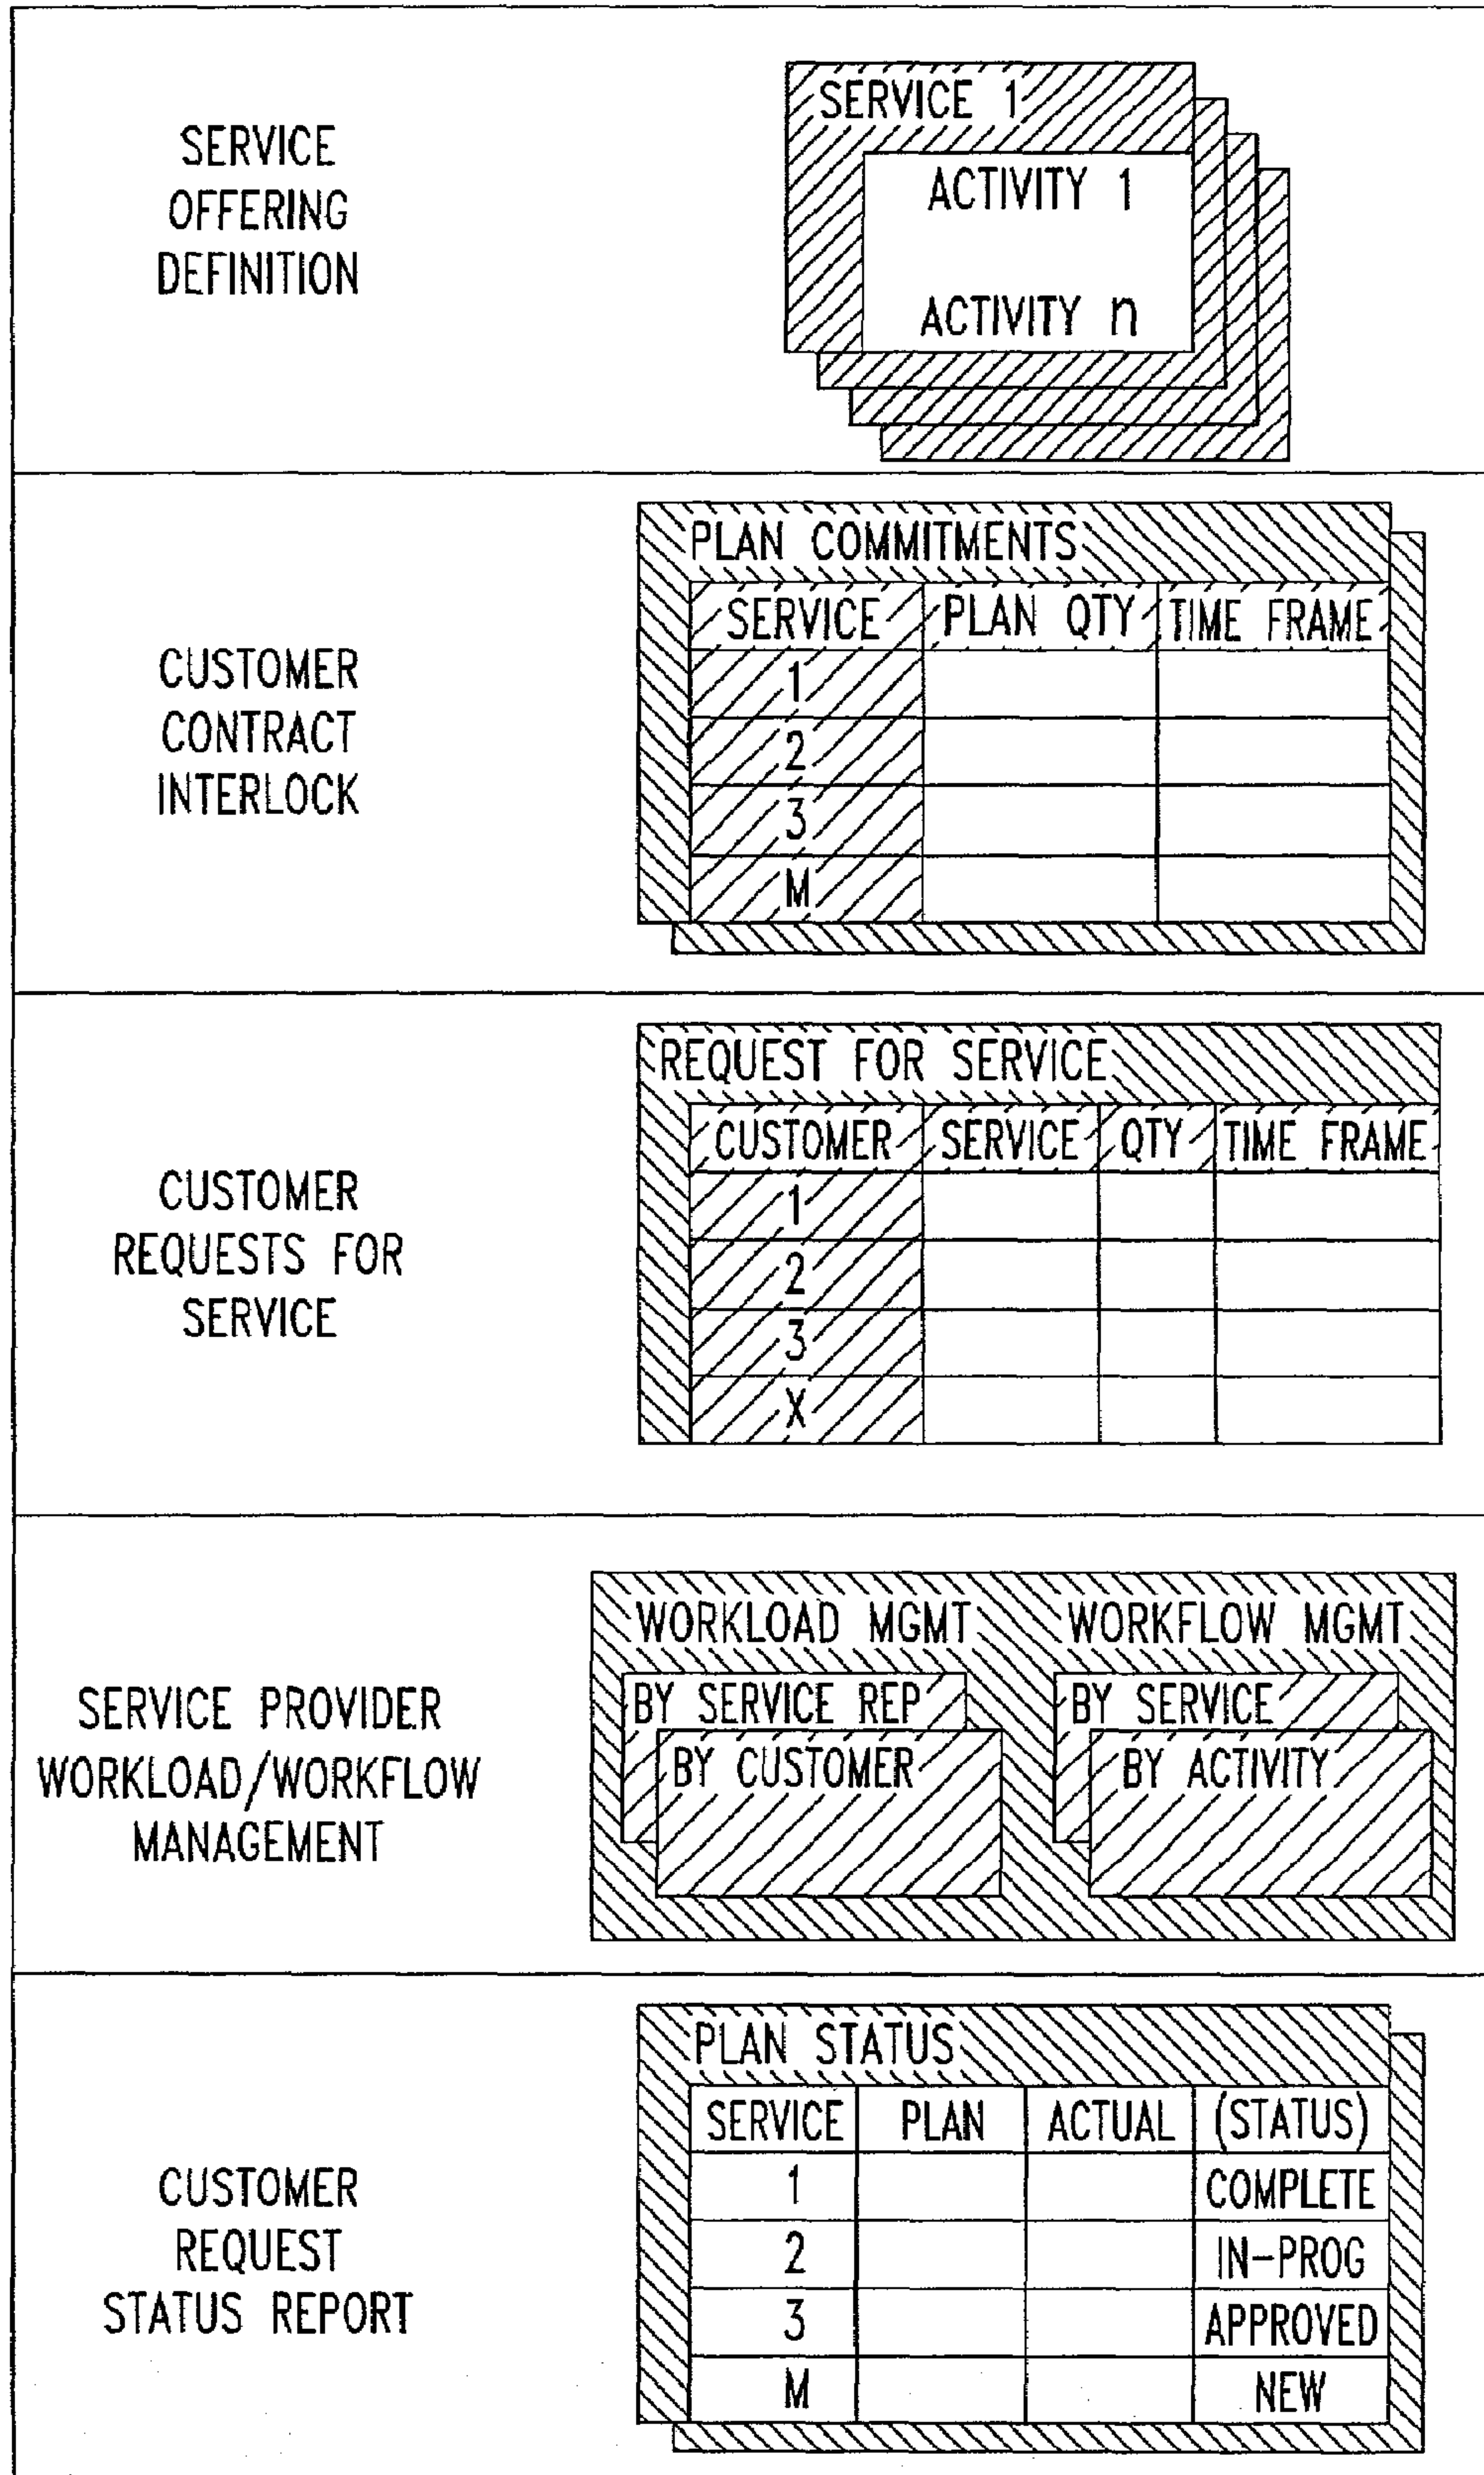 SERVICE
OFFERING
DEFINITION
SERVICE 1
ACTIVITY 1
ACTIVITY n
CUSTOMER
CONTRACT
INTERLOCK
PLAN COMMITMENTS
SERVICE PLAN QTY TIME FRAME
1
2
3
M
CUSTOMER
REQUESTS FOR
SERVICE
REQUEST FOR SERVICE
CUSTOMER SERVICE QTY TIME FRAME
1
2
3
X
SERVICE PROVIDER
WORKLOAD/WORKFLOW
MANAGEMENT
WORKLOAD MGMT
BY SERVICE REP
BY CUSTOMER
WORKFLOW MGMT
BY SERVICE
BY ACTIVITY
CUSTOMER
REQUEST
STATUS REPORT
PLAN STATUS
SERVICE PLAN ACTUAL (STATUS)
1 COMPLETE
2 IN-PROG
3 APPROVED
M NEW